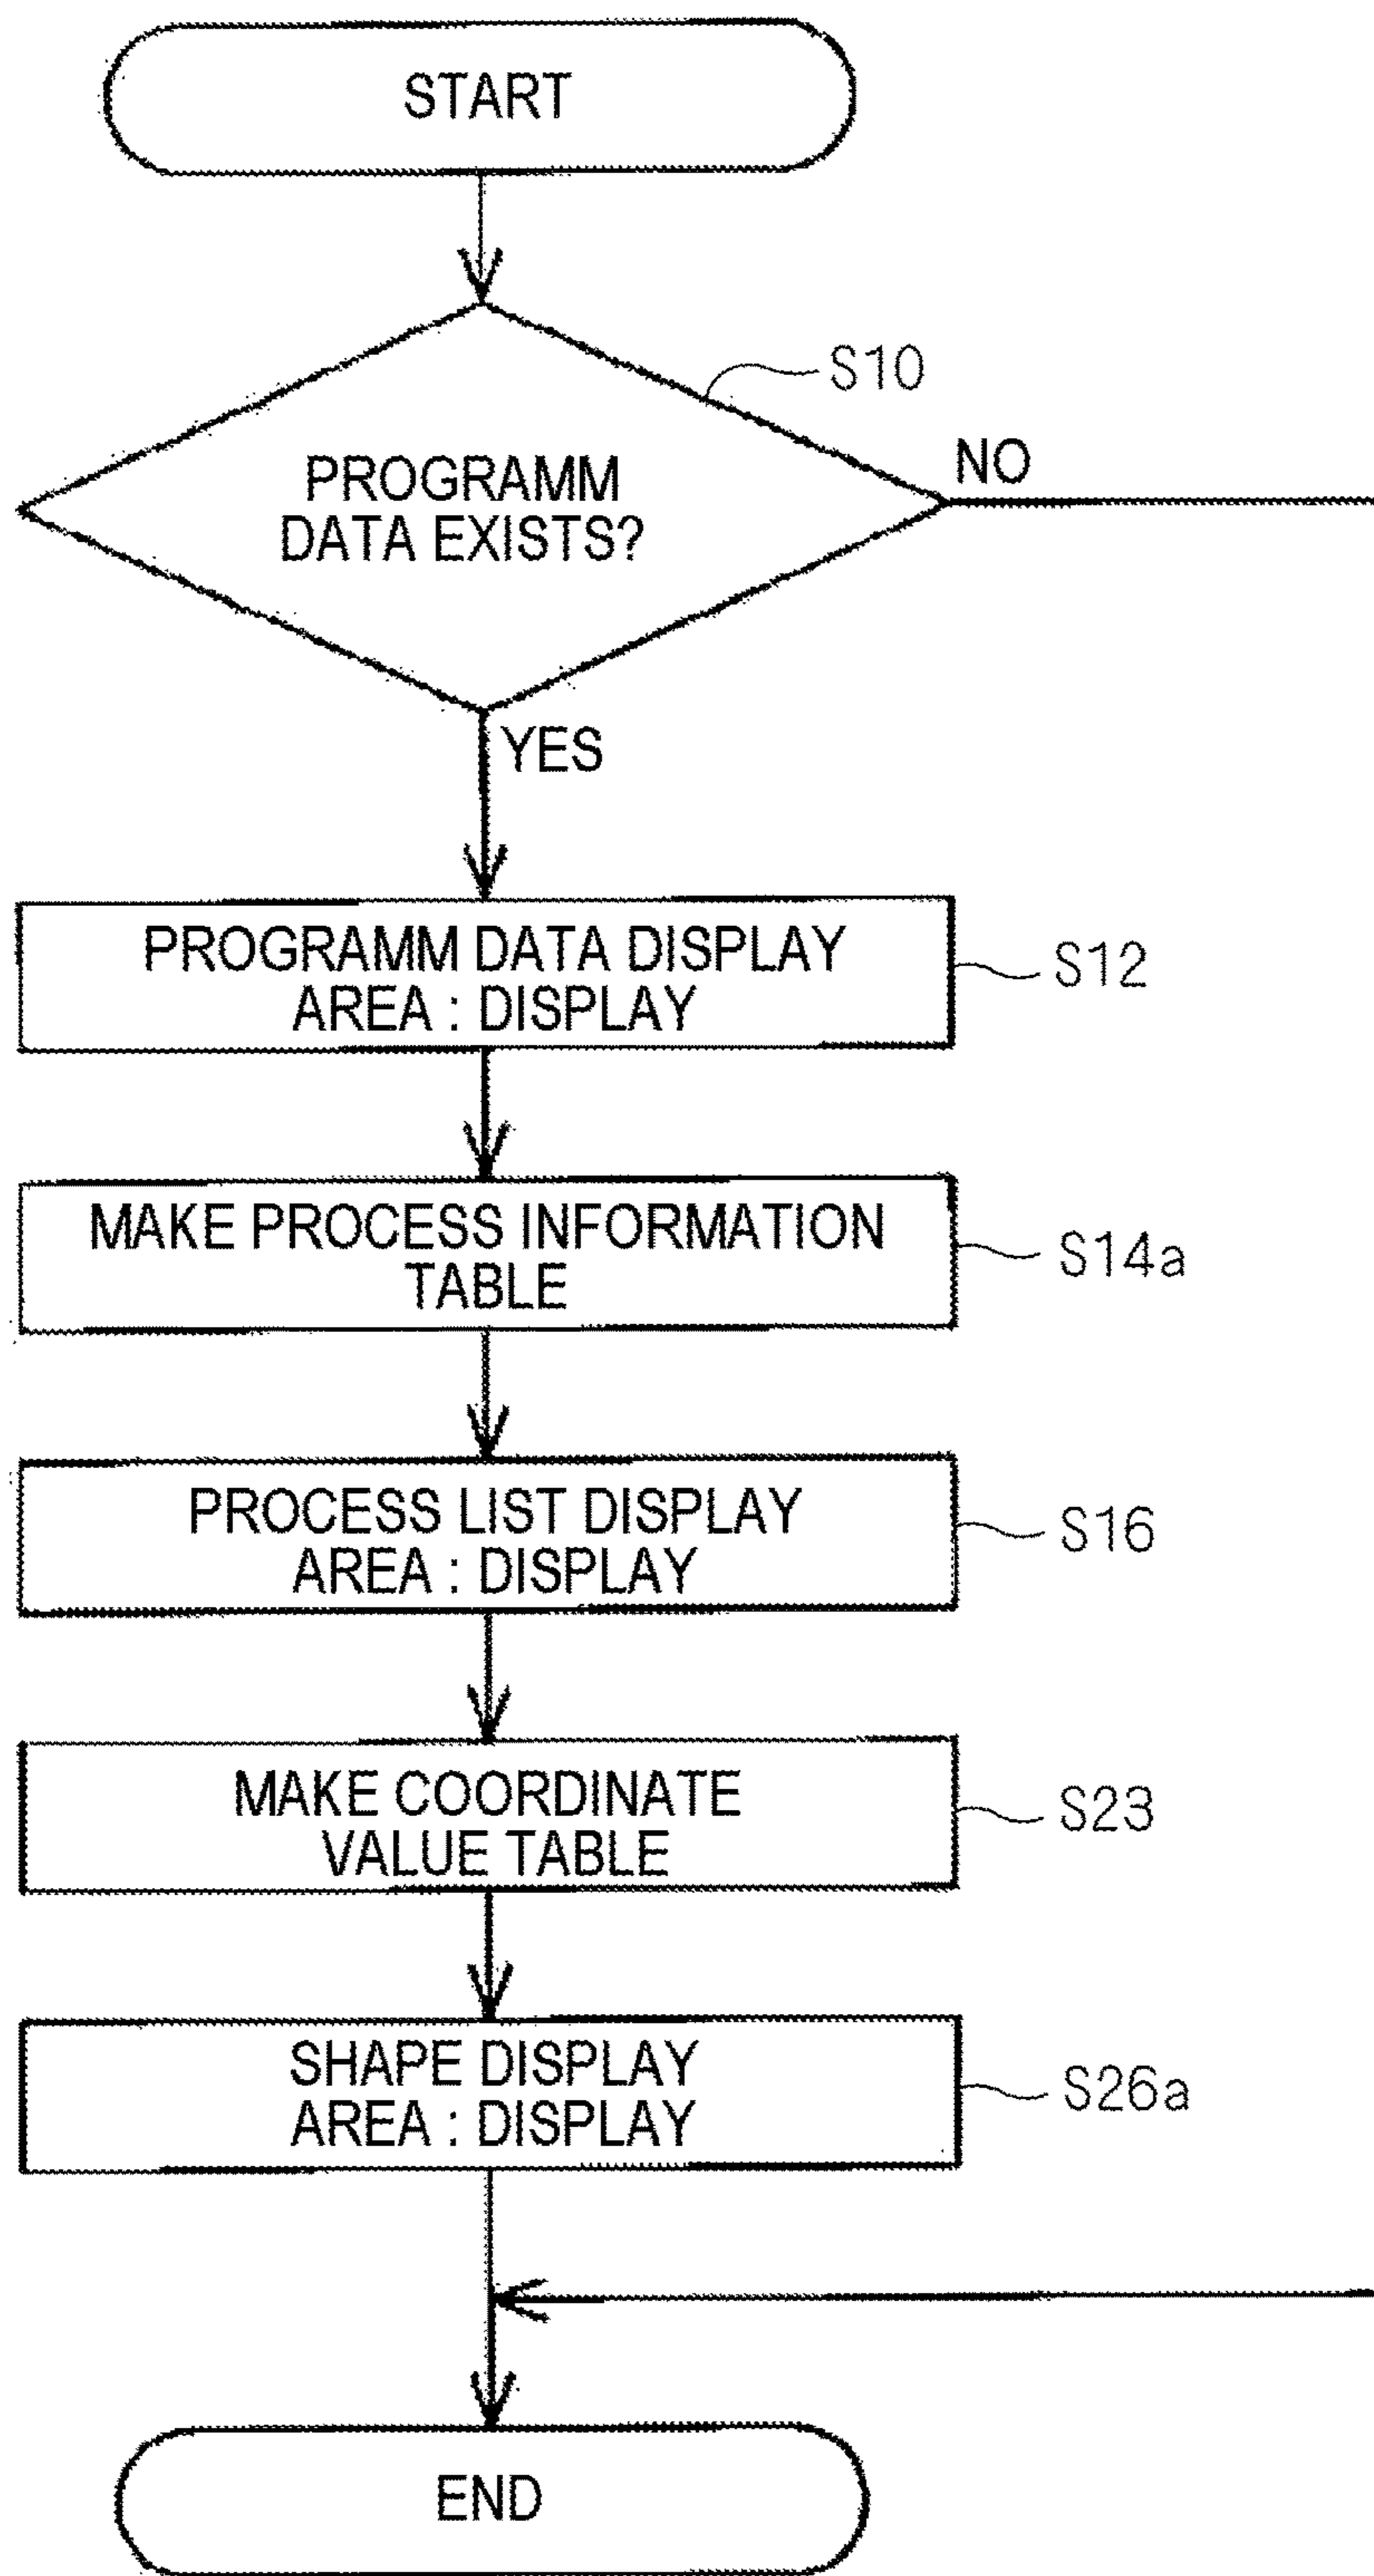 START
S10
PROGRAMM
DATA EXISTS?
NO
YES
PROGRAMM DATA DISPLAY
AREA : DISPLAY
S12
MAKE PROCESS INFORMATION
TABLE
S14a
PROCESS LIST DISPLAY
AREA : DISPLAY
S16
MAKE COORDINATE
VALUE TABLE
S23
SHAPE DISPLAY
AREA : DISPLAY
S26a
END